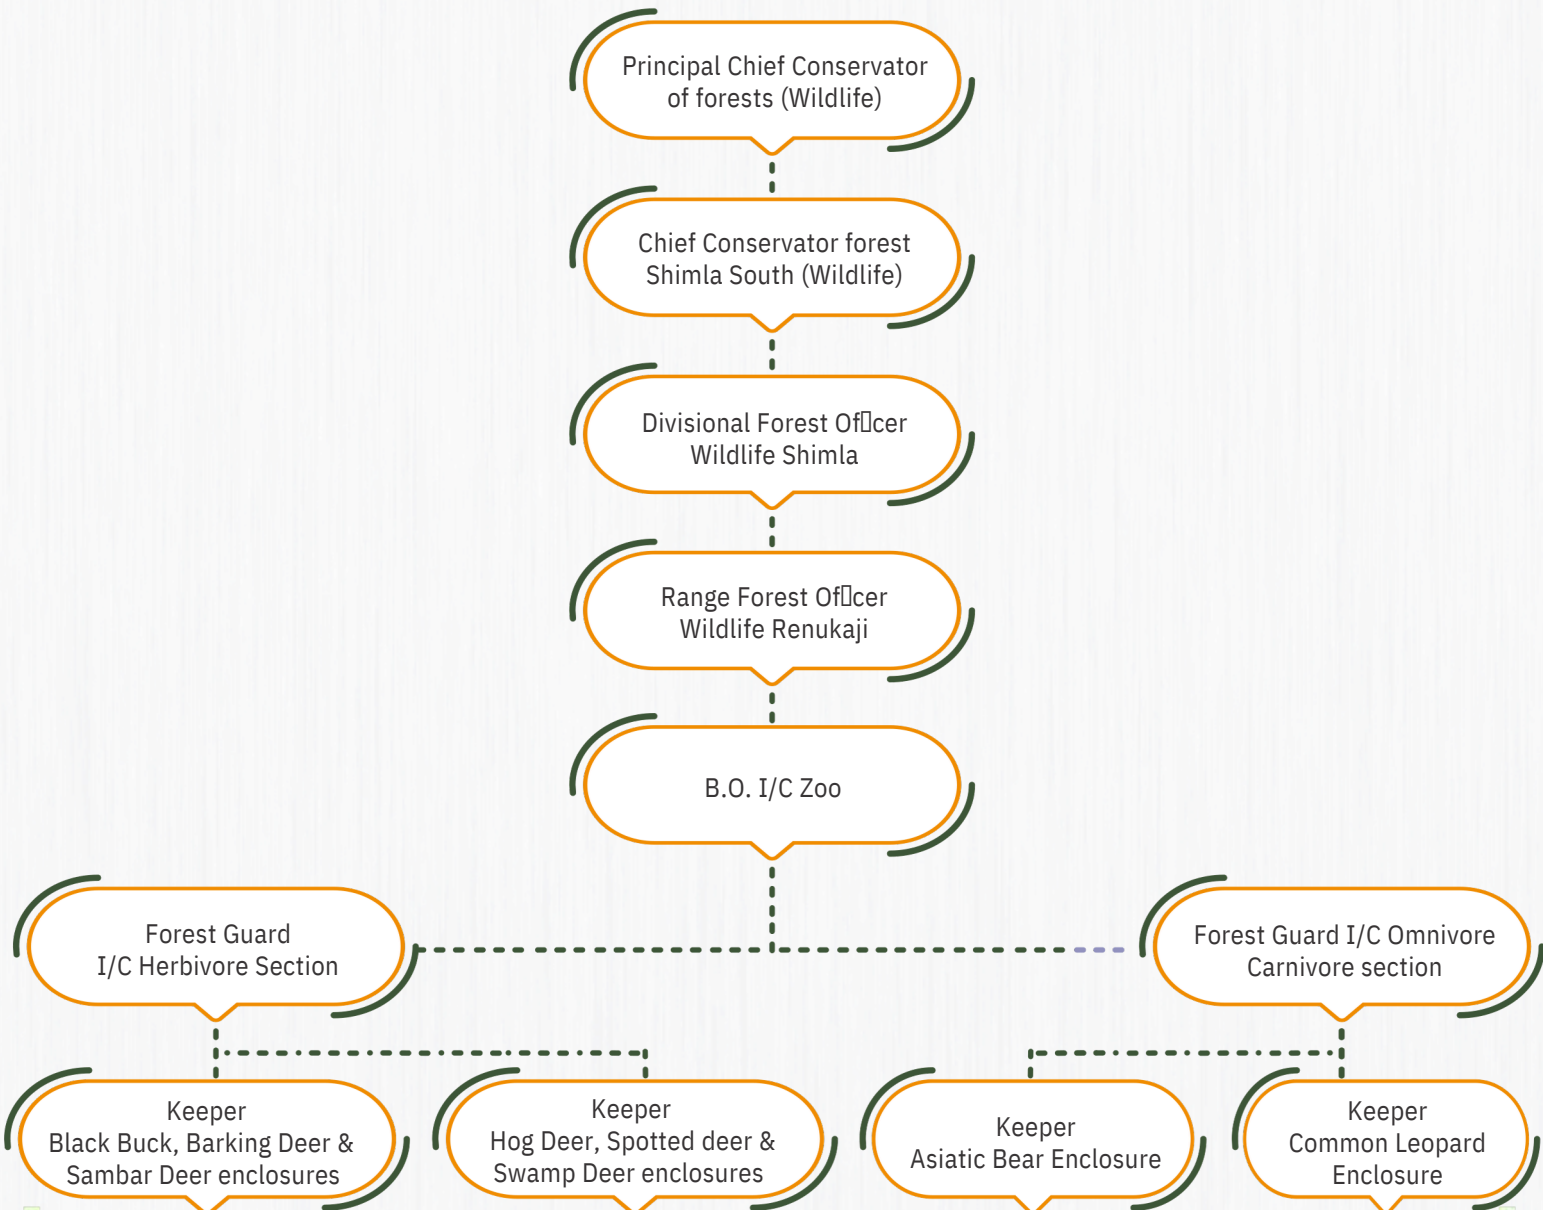 Principal Chief Conservator
of forests (Wildlife)
Chief Conservator forest
Shimla South (Wildlife)
Divisional Forest Of▯cer
Wildlife Shimla
Range Forest Of▯cer
Wildlife Renukaji
B.O. I/C Zoo
Forest Guard
I/C Herbivore Section
Forest Guard I/C Omnivore
Carnivore section
Keeper
Black Buck, Barking Deer &
Sambar Deer enclosures
Keeper
Hog Deer, Spotted deer &
Swamp Deer enclosures
Keeper
Asiatic Bear Enclosure
Keeper
Common Leopard
Enclosure